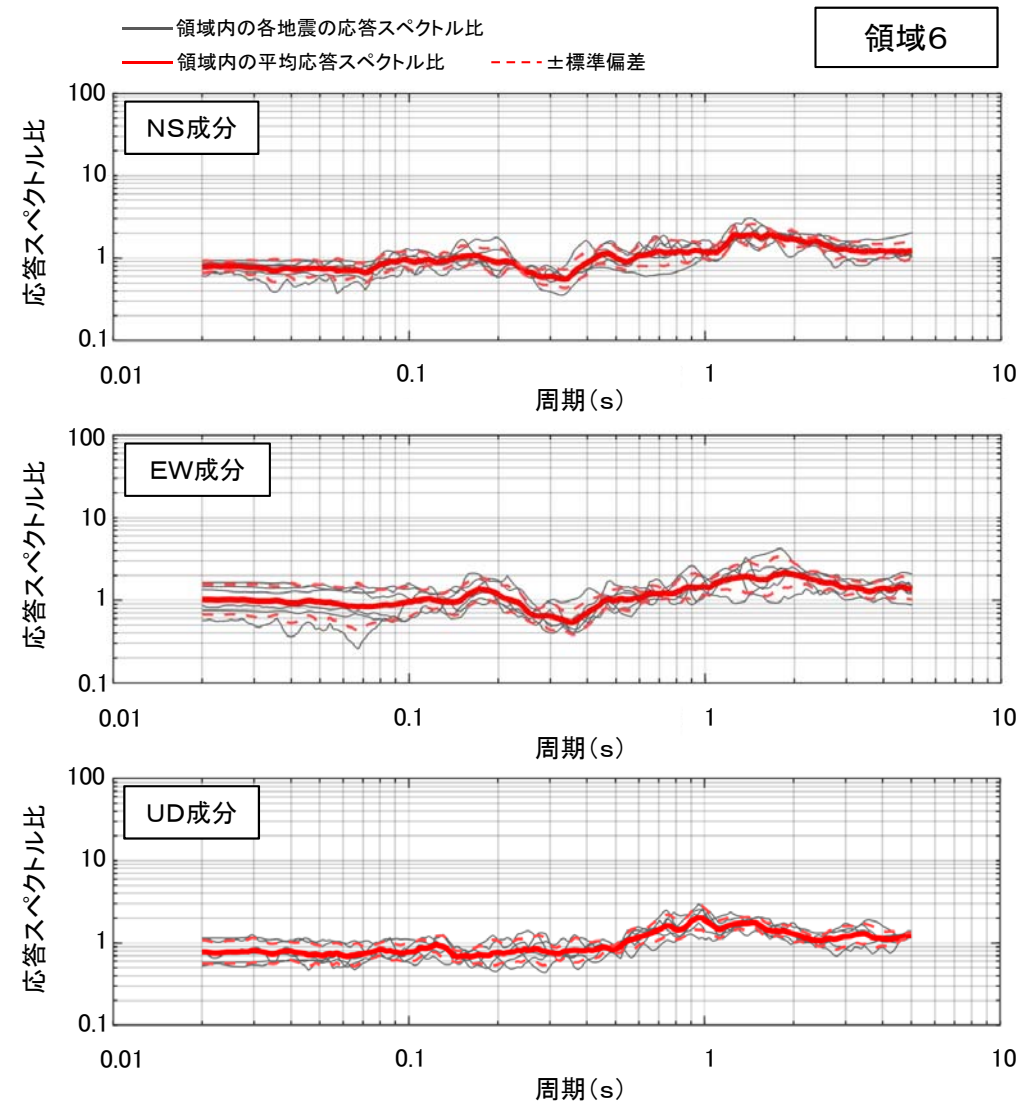 領域内の各地震の応答スペクトル比
領域内の平均応答スペクトル比 ±標準偏差
領域6
NS成分
応答スペクトル比
100
10
1
0.1
0.01 0.1 1 10
周期(s)
EW成分
応答スペクトル比
100
10
1
0.1
0.01 0.1 1 10
周期(s)
UD成分
応答スペクトル比
100
10
1
0.1
0.01 0.1 1 10
周期(s)